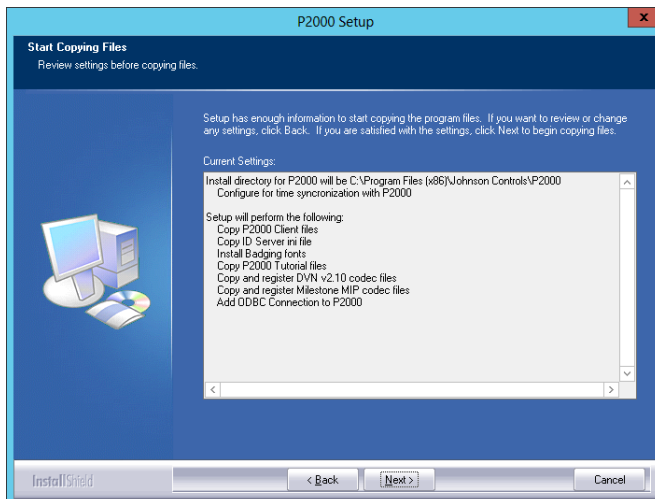 P2000 Setup
x
Start Copying Files
Review settings before copying files.
Setup has enough information to start copying the program files. If you want to review or change
any settings, click Back. If you are satisfied with the settings, click Next to begin copying files.
Current Settings:
Install directory for P2000 will be C:\Program Files (x86)\Johnson Controls\P2000
Configure for time syncronization with P2000
Setup will perform the following:
Copy P2000 Client files
Copy ID Server ini file
Install Badging fonts
Copy P2000 Tutorial files
Copy and register DVN v2.10 codec files
Copy and register Milestone MIP codec files
Add ODBC Connection to P2000
InstallShield
< Back
Next >
Cancel